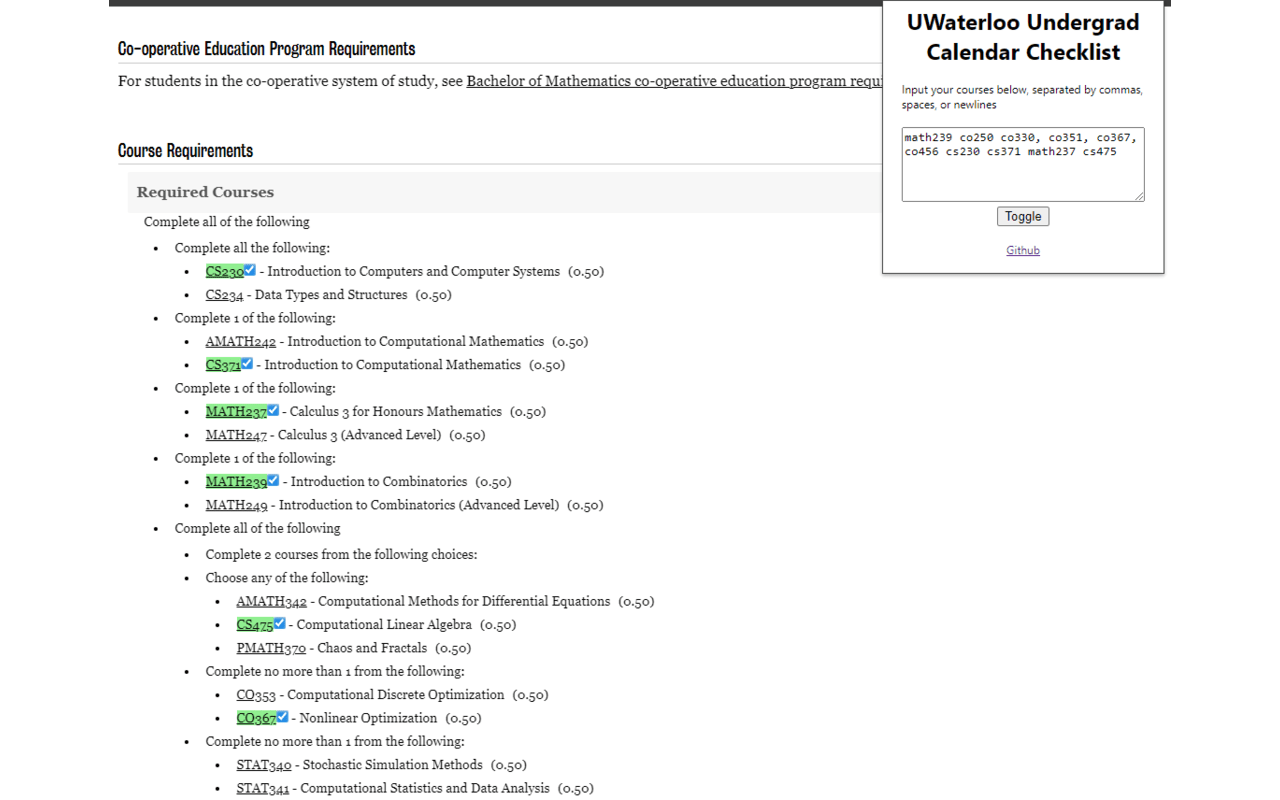 Co-operative Education Program Requirements
For students in the co-operative system of study, see Bachelor of Mathematics co-operative education program requi
Course Requirements
Required Courses
Complete all of the following
• Complete all the following:
• CS230 - Introduction to Computers and Computer Systems (0.50)
• CS234 - Data Types and Structures (0.50)
• Complete 1 of the following:
• AMATH242 - Introduction to Computational Mathematics (0.50)
• CS371 - Introduction to Computational Mathematics (0.50)
• Complete 1 of the following:
• MATH237 - Calculus 3 for Honours Mathematics (0.50)
• MATH247 - Calculus 3 (Advanced Level) (0.50)
• Complete 1 of the following:
• MATH239 - Introduction to Combinatorics (0.50)
• MATH249 - Introduction to Combinatorics (Advanced Level) (0.50)
• Complete all of the following
• Complete 2 courses from the following choices:
• Choose any of the following:
• AMATH342 - Computational Methods for Differential Equations (0.50)
• CS475 - Computational Linear Algebra (0.50)
• PMATH370 - Chaos and Fractals (0.50)
• Complete no more than 1 from the following:
• CO353 - Computational Discrete Optimization (0.50)
• CO367 - Nonlinear Optimization (0.50)
• Complete no more than 1 from the following:
• STAT340 - Stochastic Simulation Methods (0.50)
• STAT341 - Computational Statistics and Data Analysis (0.50)
UWaterloo Undergrad
Calendar Checklist
Input your courses below, separated by commas,
spaces, or newlines
math239 co250 co330, co351, co367,
co456 cs230 cs371 math237 cs475
Toggle
Github